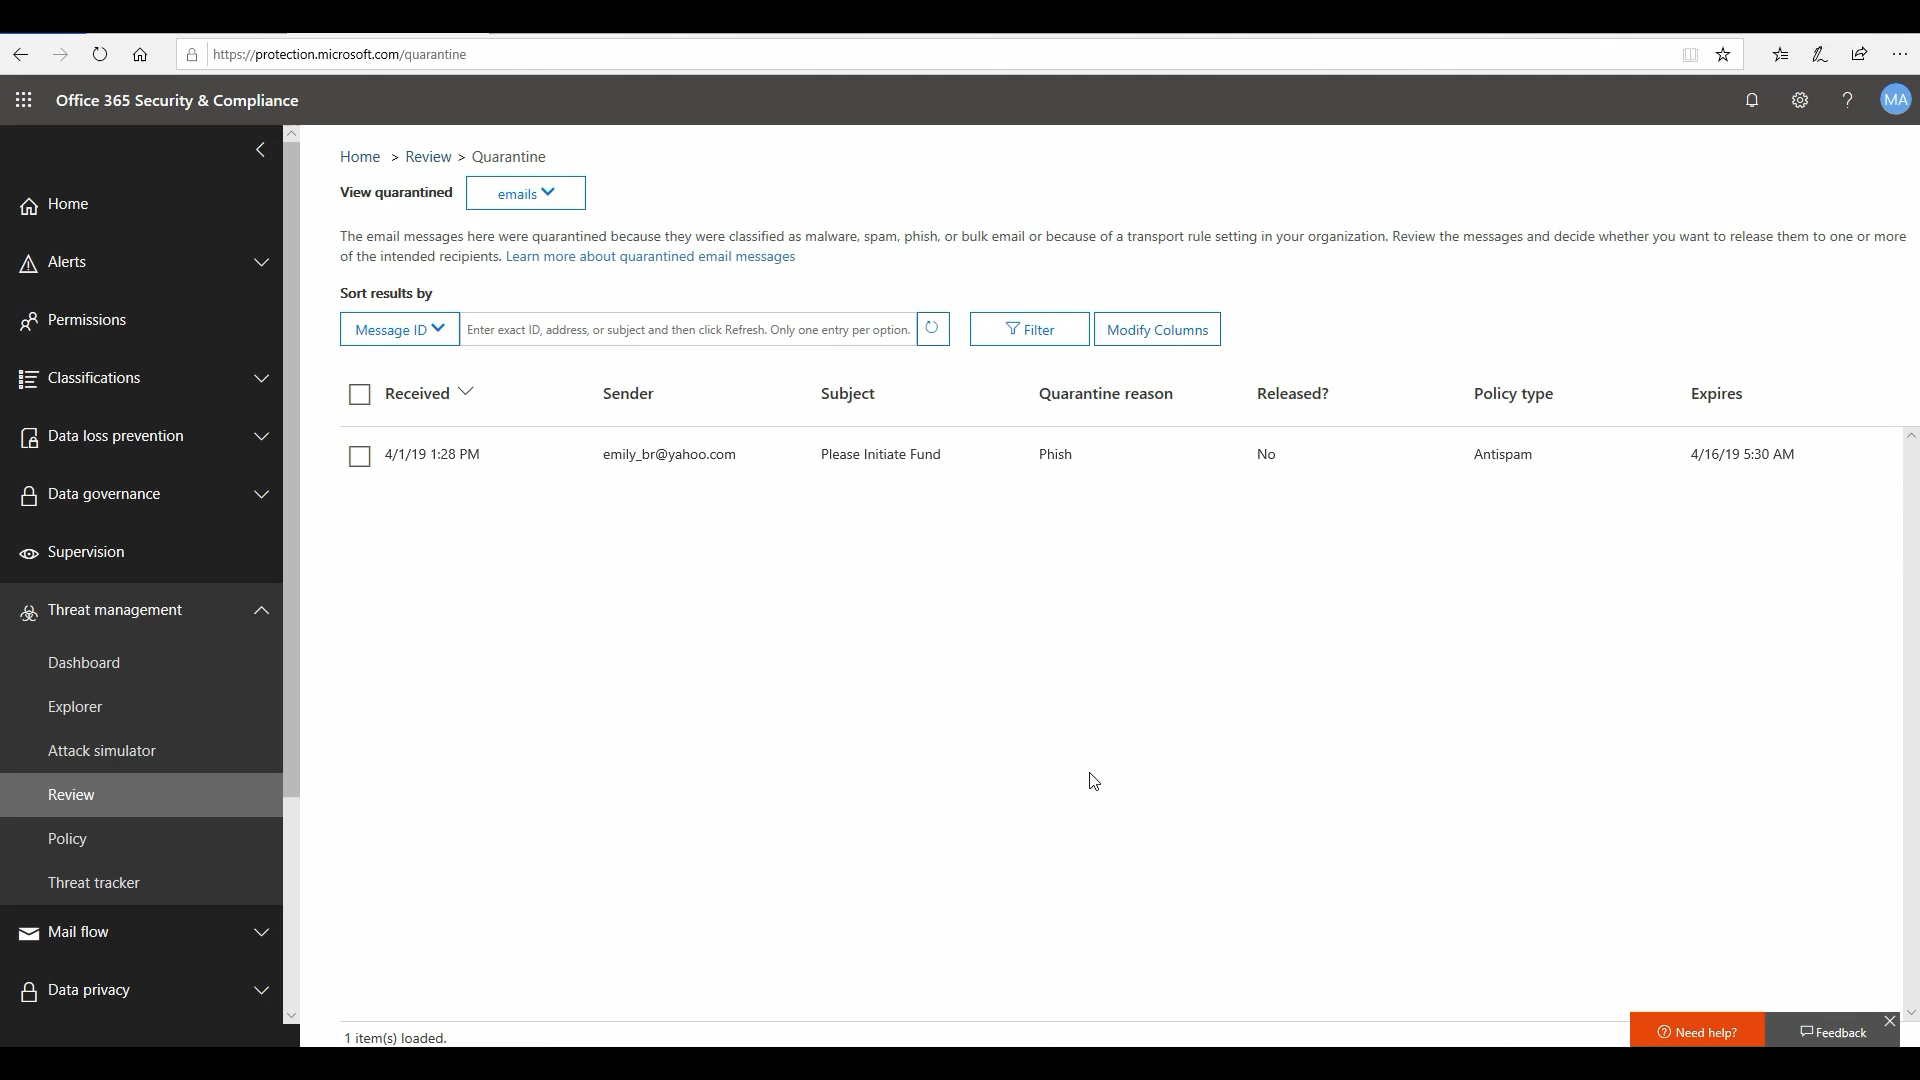 https://protection.microsoft.com/quarantine
Office 365 Security & Compliance
?
MA
Home
Alerts
Permissions
Classifications
Data loss prevention
Data governance
Supervision
Threat management
Dashboard
Explorer
Attack simulator
Review
Policy
Threat tracker
Mail flow
Data privacy
Home > Review > Quarantine
View quarantined emails
The email messages here were quarantined because they were classified as malware, spam, phish, or bulk email or because of a transport rule setting in your organization. Review the messages and decide whether you want to release them to one or more
of the intended recipients. Learn more about quarantined email messages
Sort results by
Message ID Enter exact ID, address, or subject and then click Refresh. Only one entry per option. Filter Modify Columns
Received Sender Subject Quarantine reason Released? Policy type Expires
4/1/19 1:28 PM emily_br@yahoo.com Please Initiate Fund Phish No Antispam 4/16/19 5:30 AM
1 item(s) loaded.
Need help?
Feedback